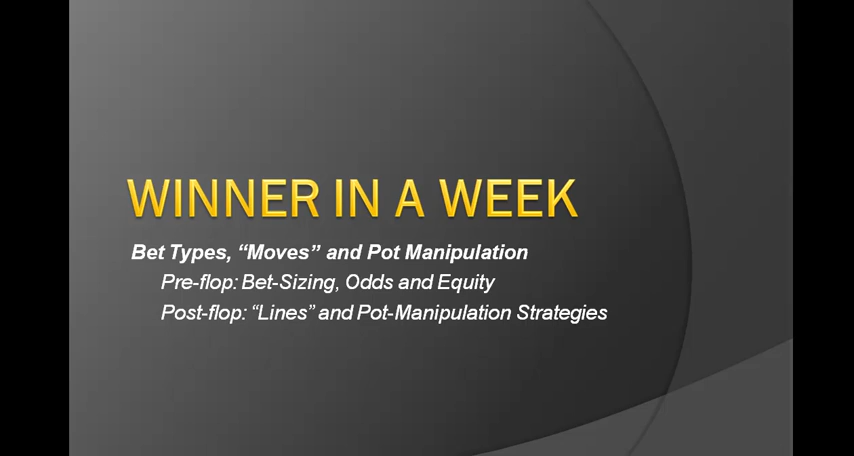 WINNER IN A WEEK
Bet Types, “Moves” and Pot Manipulation
Pre-flop: Bet-Sizing, Odds and Equity
Post-flop: “Lines” and Pot-Manipulation Strategies